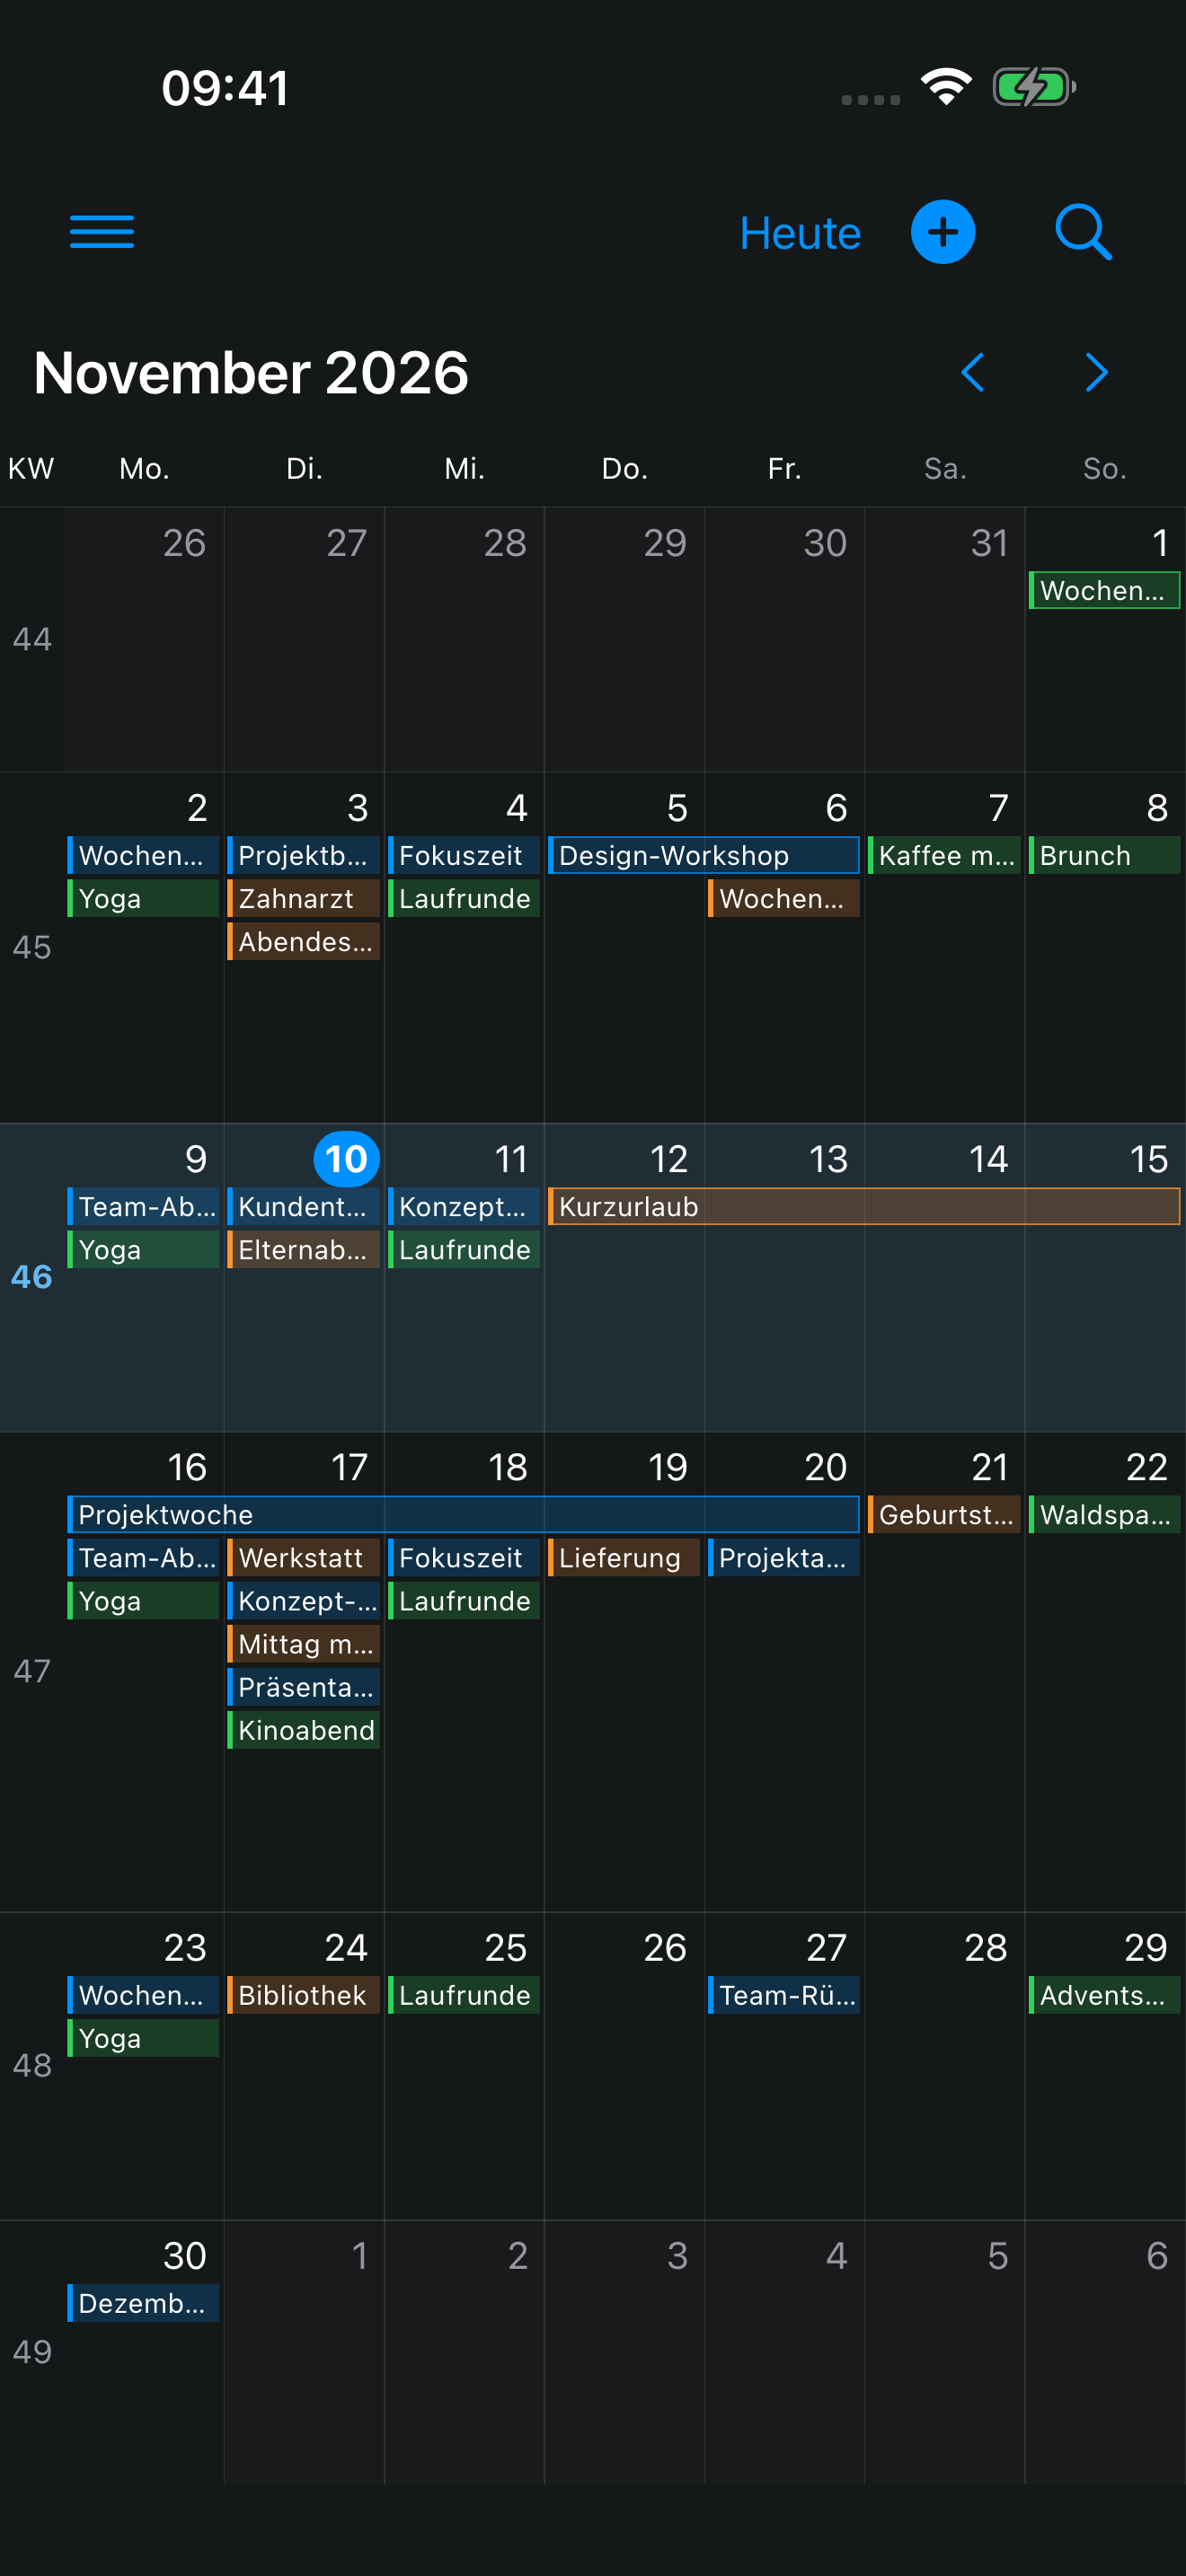 09:41
Heute
November 2026
KW Mo. Di. Mi. Do. Fr. Sa. So.
44 26 27 28 29 30 31 1
Wochen...
45 2 3 4 5 6 7 8
Wochen... Projektb... Fokuszeit Design-Workshop Kaffee m... Brunch
Yoga Zahnarzt Laufrunde Wochen...
Abendes...
46 9 10 11 12 13 14 15
Team-Ab... Kundent... Konzept... Kurzurlaub
Yoga Elternab... Laufrunde
47 16 17 18 19 20 21 22
Projektwoche Geburtst... Waldspa...
Team-Ab... Werkstatt Fokuszeit Lieferung Projekta...
Yoga Konzept-... Laufrunde
Mittag m...
Präsenta...
Kinoabend
48 23 24 25 26 27 28 29
Wochen... Bibliothek Laufrunde Team-Rü... Advents...
Yoga
49 30 1 2 3 4 5 6
Dezemb...